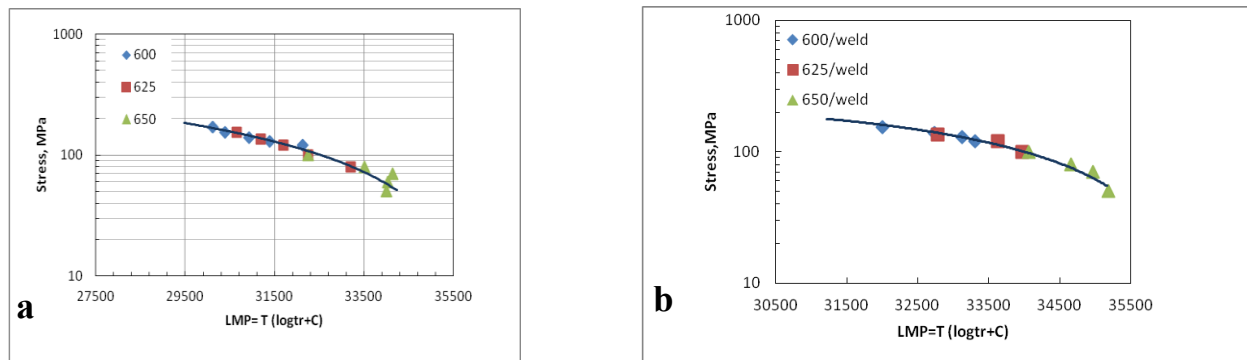 1000
600
625
650
100
10
Stress, MPa
27500 29500 31500 33500 35500
LMP= T (logtr+C)
a
1000
600/weld
625/weld
650/weld
100
10
Stress,MPa
30500 31500 32500 33500 34500 35500
LMP=T (logtr+C)
b